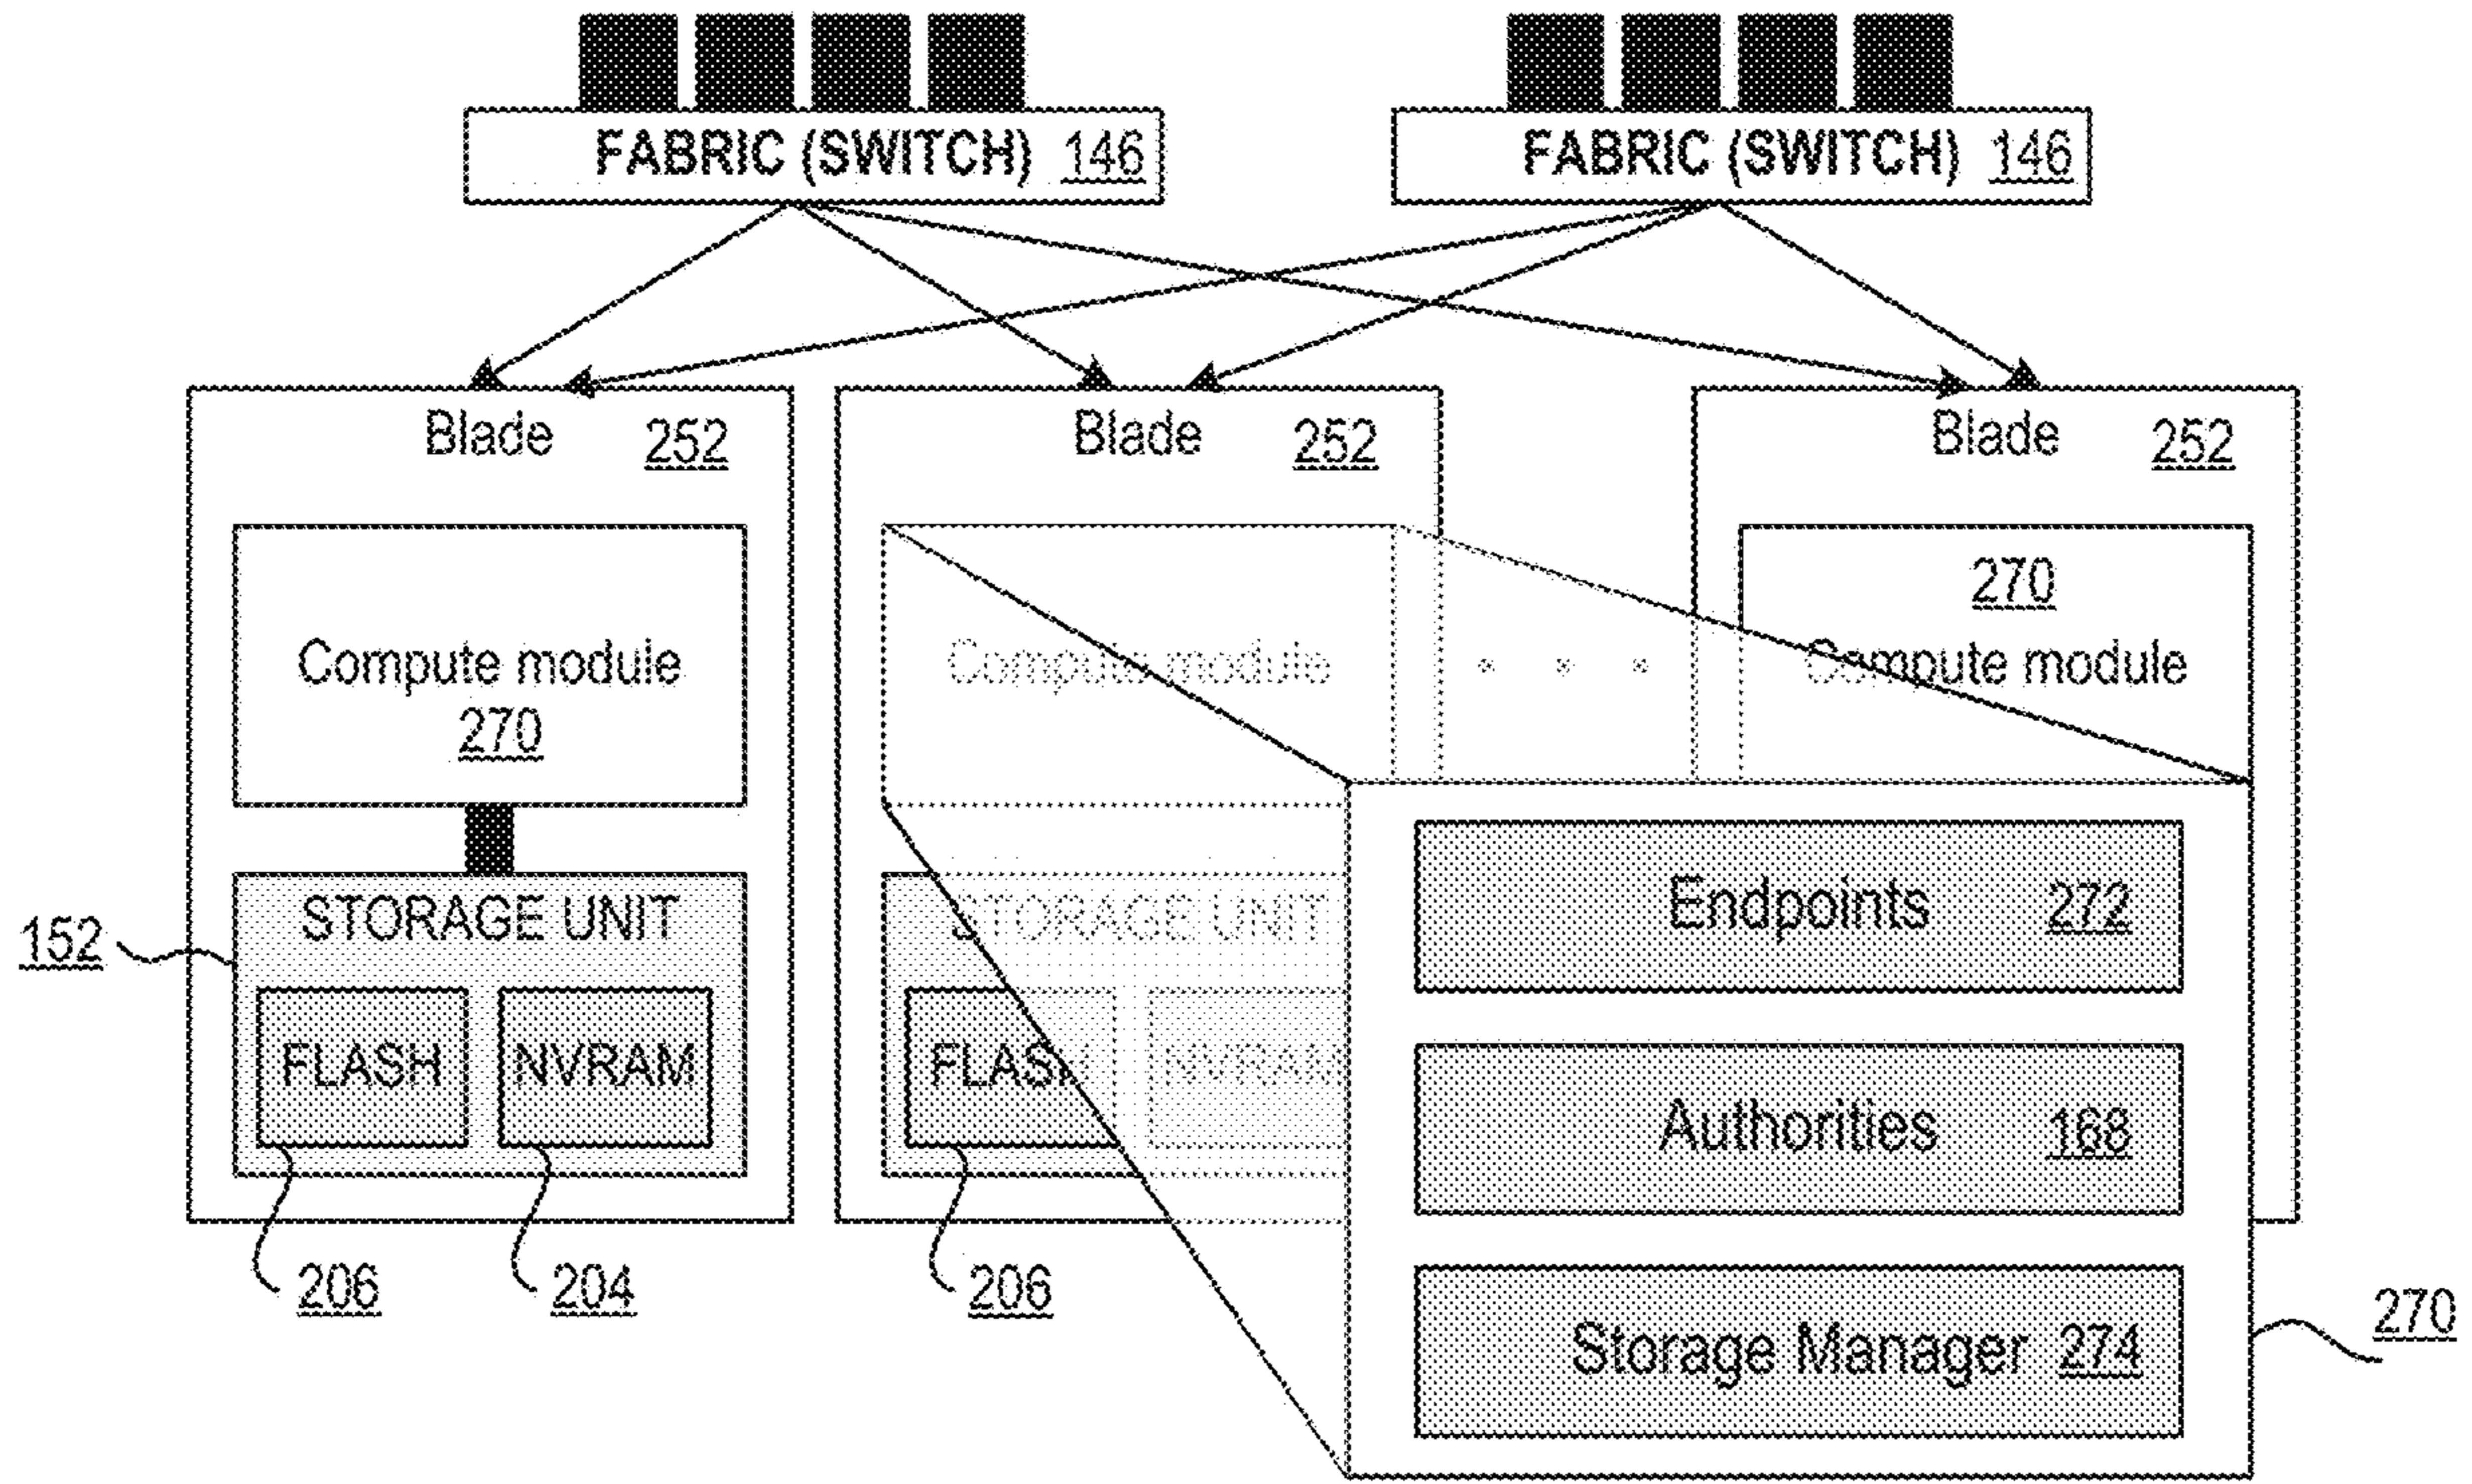 FABRIC (SWITCH) 146
FABRIC (SWITCH) 146
Blade 252
Blade 252
Blade 252
Compute module
270
Compute module
270
Compute module
152
STORAGE UNIT
FLASH
NVRAM
STORAGE UNIT
FLASH
NVRAM
206
204
206
Endpoints 272
Authorities 168
Storage Manager 274
270